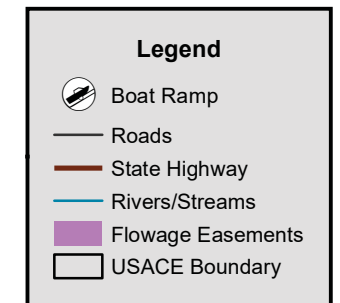 Legend
Boat Ramp
Roads
State Highway
Rivers/Streams
Flowage Easements
USACE Boundary